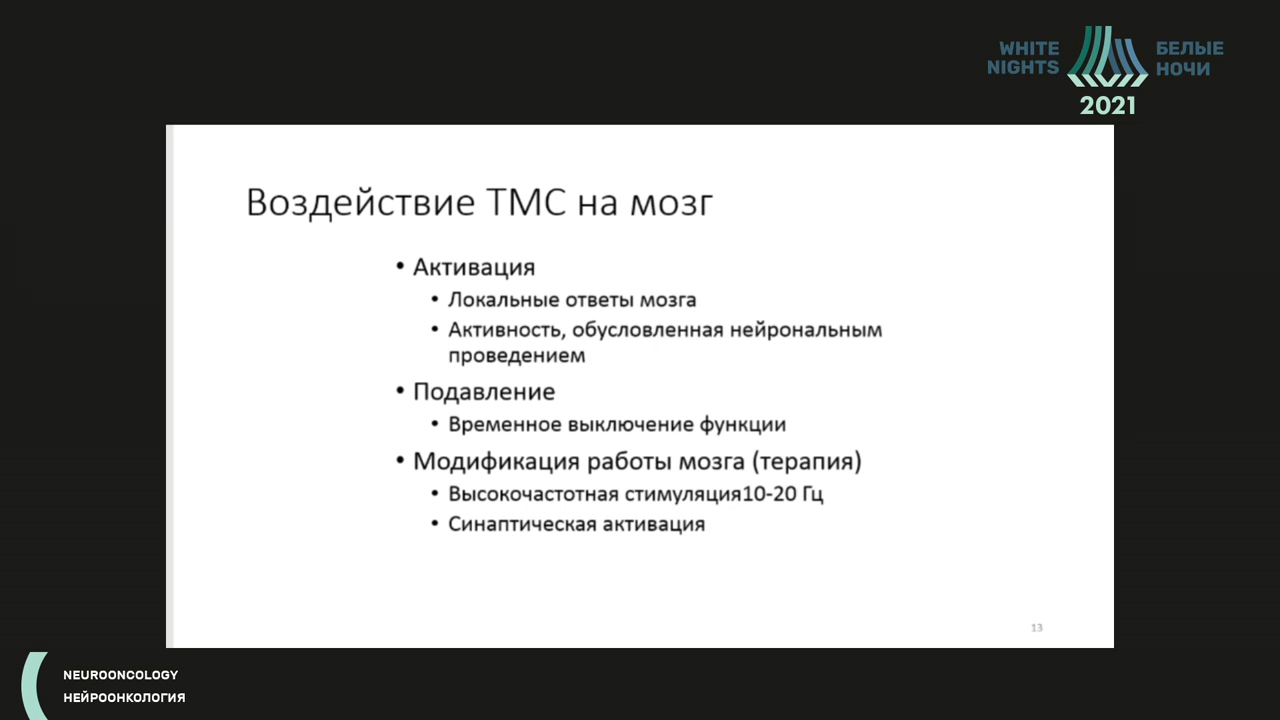 WHITE
NIGHTS
БЕЛЫЕ
НОЧИ
2021
Воздействие ТМС на мозг
• Активация
• Локальные ответы мозга
• Активность, обусловленная нейрональным
проведением
• Подавление
• Временное выключение функции
• Модификация работы мозга (терапия)
• Высокочастотная стимуляция10-20 Гц
• Синаптическая активация
13
NEUROONCOLOGY
НЕЙРООНКОЛОГИЯ